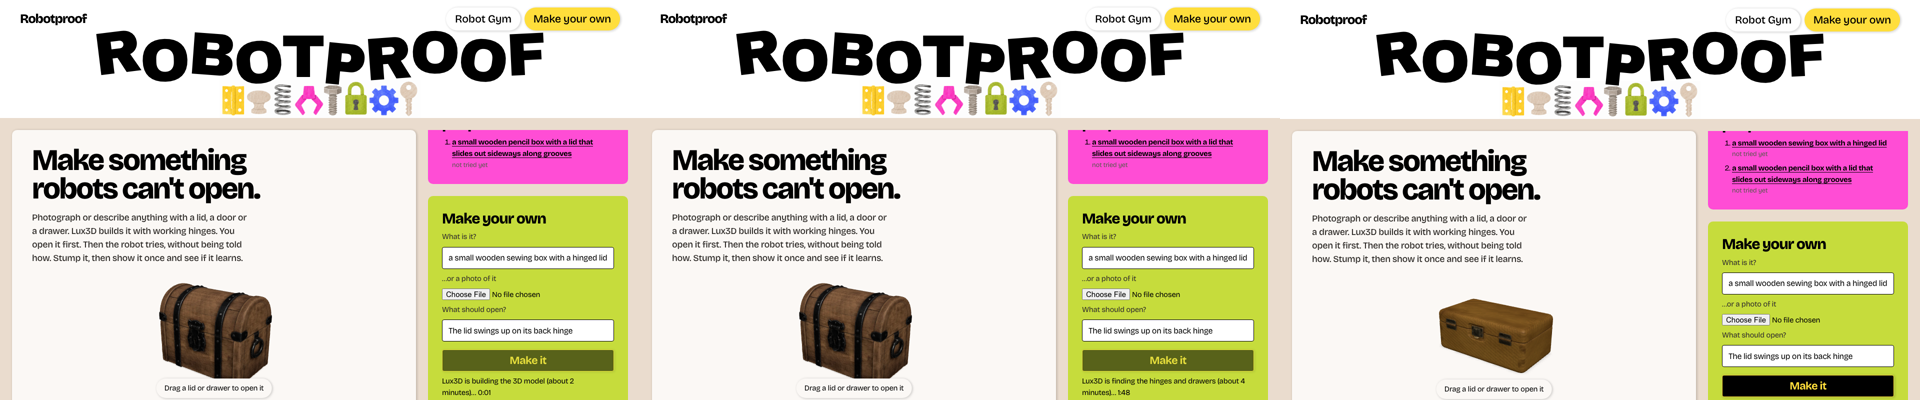 Robotproof
Robot Gym
Make your own
ROBOTPROOF
Make something
robots can't open.
Photograph or describe anything with a lid, a door or
a drawer. Lux3D builds it with working hinges. You
open it first. Then the robot tries, without being told
how. Stump it, then show it once and see if it learns.
Drag a lid or drawer to open it
1. a small wooden pencil box with a lid that
slides out sideways along grooves
not tried yet
Make your own
What is it?
a small wooden sewing box with a hinged lid
...or a photo of it
Choose File No file chosen
What should open?
The lid swings up on its back hinge
Make it
Lux3D is building the 3D model (about 2
minutes)... 0:01
Robotproof
Robot Gym
Make your own
ROBOTPROOF
Make something
robots can't open.
Photograph or describe anything with a lid, a door or
a drawer. Lux3D builds it with working hinges. You
open it first. Then the robot tries, without being told
how. Stump it, then show it once and see if it learns.
Drag a lid or drawer to open it
1. a small wooden pencil box with a lid that
slides out sideways along grooves
not tried yet
Make your own
What is it?
a small wooden sewing box with a hinged lid
...or a photo of it
Choose File No file chosen
What should open?
The lid swings up on its back hinge
Make it
Lux3D is finding the hinges and drawers (about 4
minutes)... 1:48
Robotproof
Robot Gym
Make your own
ROBOTPROOF
Make something
robots can't open.
Photograph or describe anything with a lid, a door or
a drawer. Lux3D builds it with working hinges. You
open it first. Then the robot tries, without being told
how. Stump it, then show it once and see if it learns.
Drag a lid or drawer to open it
1. a small wooden sewing box with a hinged lid
not tried yet
2. a small wooden pencil box with a lid that
slides out sideways along grooves
not tried yet
Make your own
What is it?
a small wooden sewing box with a hinged lid
...or a photo of it
Choose File No file chosen
What should open?
The lid swings up on its back hinge
Make it